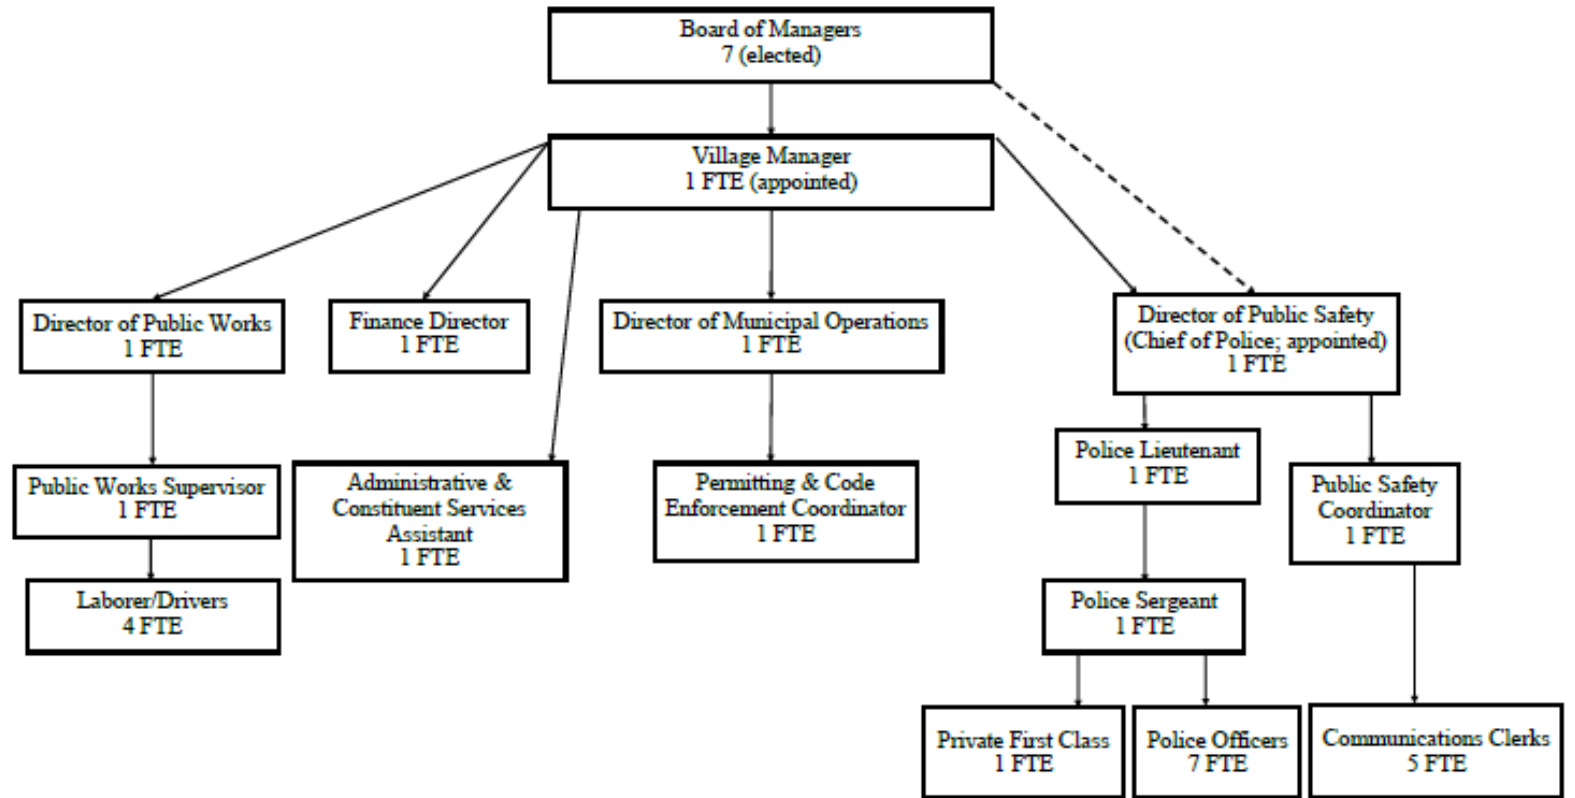 Board of Managers
7 (elected)
Village Manager
1 FTE (appointed)
Director of Public Works
1 FTE
Finance Director
1 FTE
Director of Municipal Operations
1 FTE
Director of Public Safety
(Chief of Police; appointed)
1 FTE
Public Works Supervisor
1 FTE
Administrative &
Constituent Services
Assistant
1 FTE
Permitting & Code
Enforcement Coordinator
1 FTE
Police Lieutenant
1 FTE
Public Safety
Coordinator
1 FTE
Laborer/Drivers
4 FTE
Police Sergeant
1 FTE
Private First Class
1 FTE
Police Officers
7 FTE
Communications Clerks
5 FTE